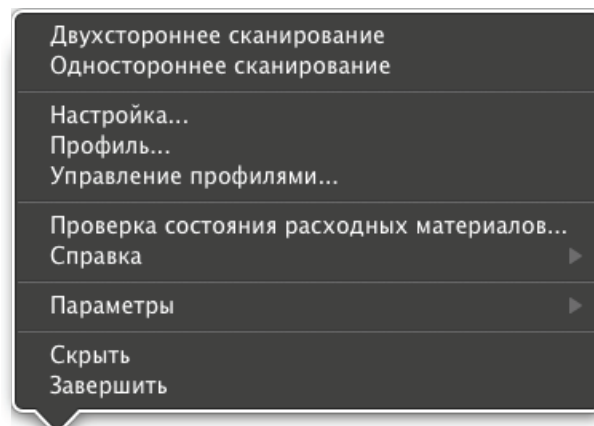 Двухстороннее сканирование
Одностороннее сканирование
Настройка...
Профиль...
Управление профилями...
Проверка состояния расходных материалов...
Справка
Параметры
Скрыть
Завершить